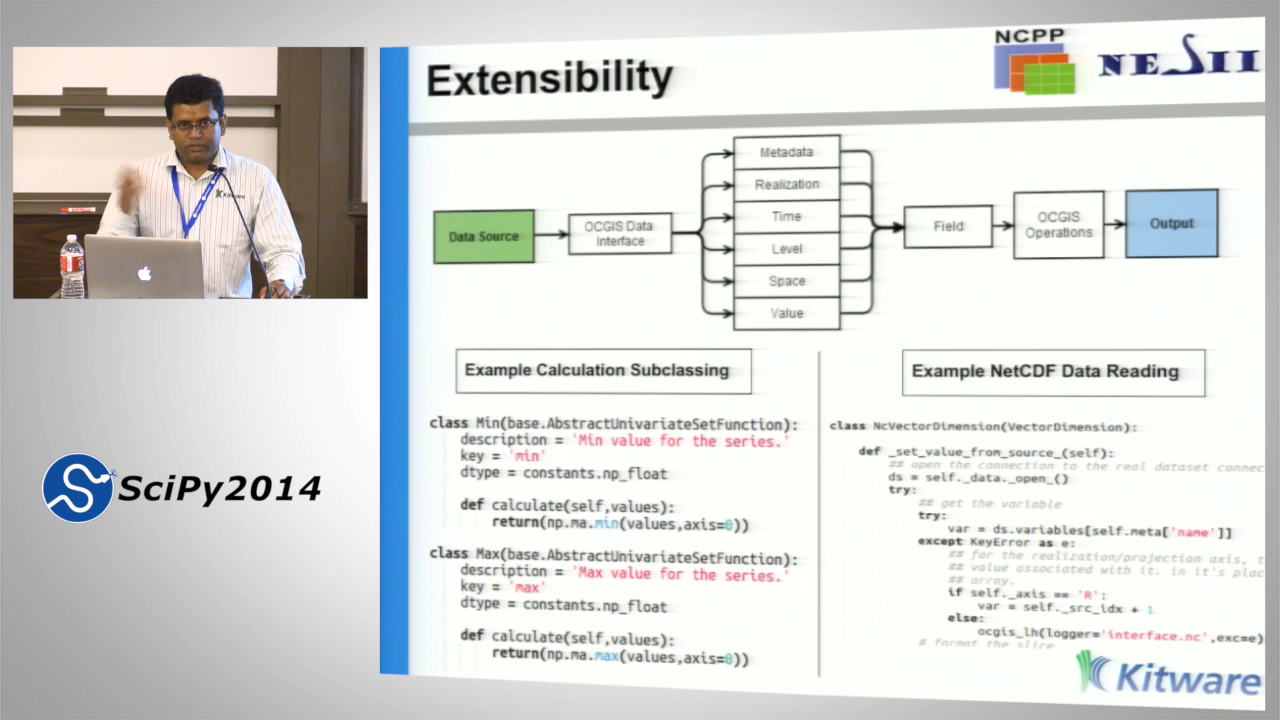 Extensibility
NCPP
NESII
Metadata
Realization
Time
Level
Space
Value
Data Source
OCGIS Data
Interface
Field
OCGIS
Operations
Output
Example Calculation Subclassing
class Min(base.AbstractUnivariateSetFunction):
description = 'Min value for the series.'
key = 'min'
dtype = constants.np_float
def calculate(self,values):
return(np.ma.min(values,axis=0))
class Max(base.AbstractUnivariateSetFunction):
description = 'Max value for the series.'
key = 'max'
dtype = constants.np_float
def calculate(self,values):
return(np.ma.max(values,axis=0))
Example NetCDF Data Reading
class NcVectorDimension(VectorDimension):
def _set_value_from_source_(self):
## open the connection to the real dataset connec
ds = self._data._open_()
try:
## get the variable
try:
var = ds.variables[self.meta['name']]
except KeyError as e:
## for the realization/projection axis, t
## value associated with it. in it's plac
## array.
if self._axis == 'R':
var = self._src_idx + 1
else:
ocgis_lh(logger='interface.nc',exc=e)
# format the slice
Kitware
Kitware
SciPy2014